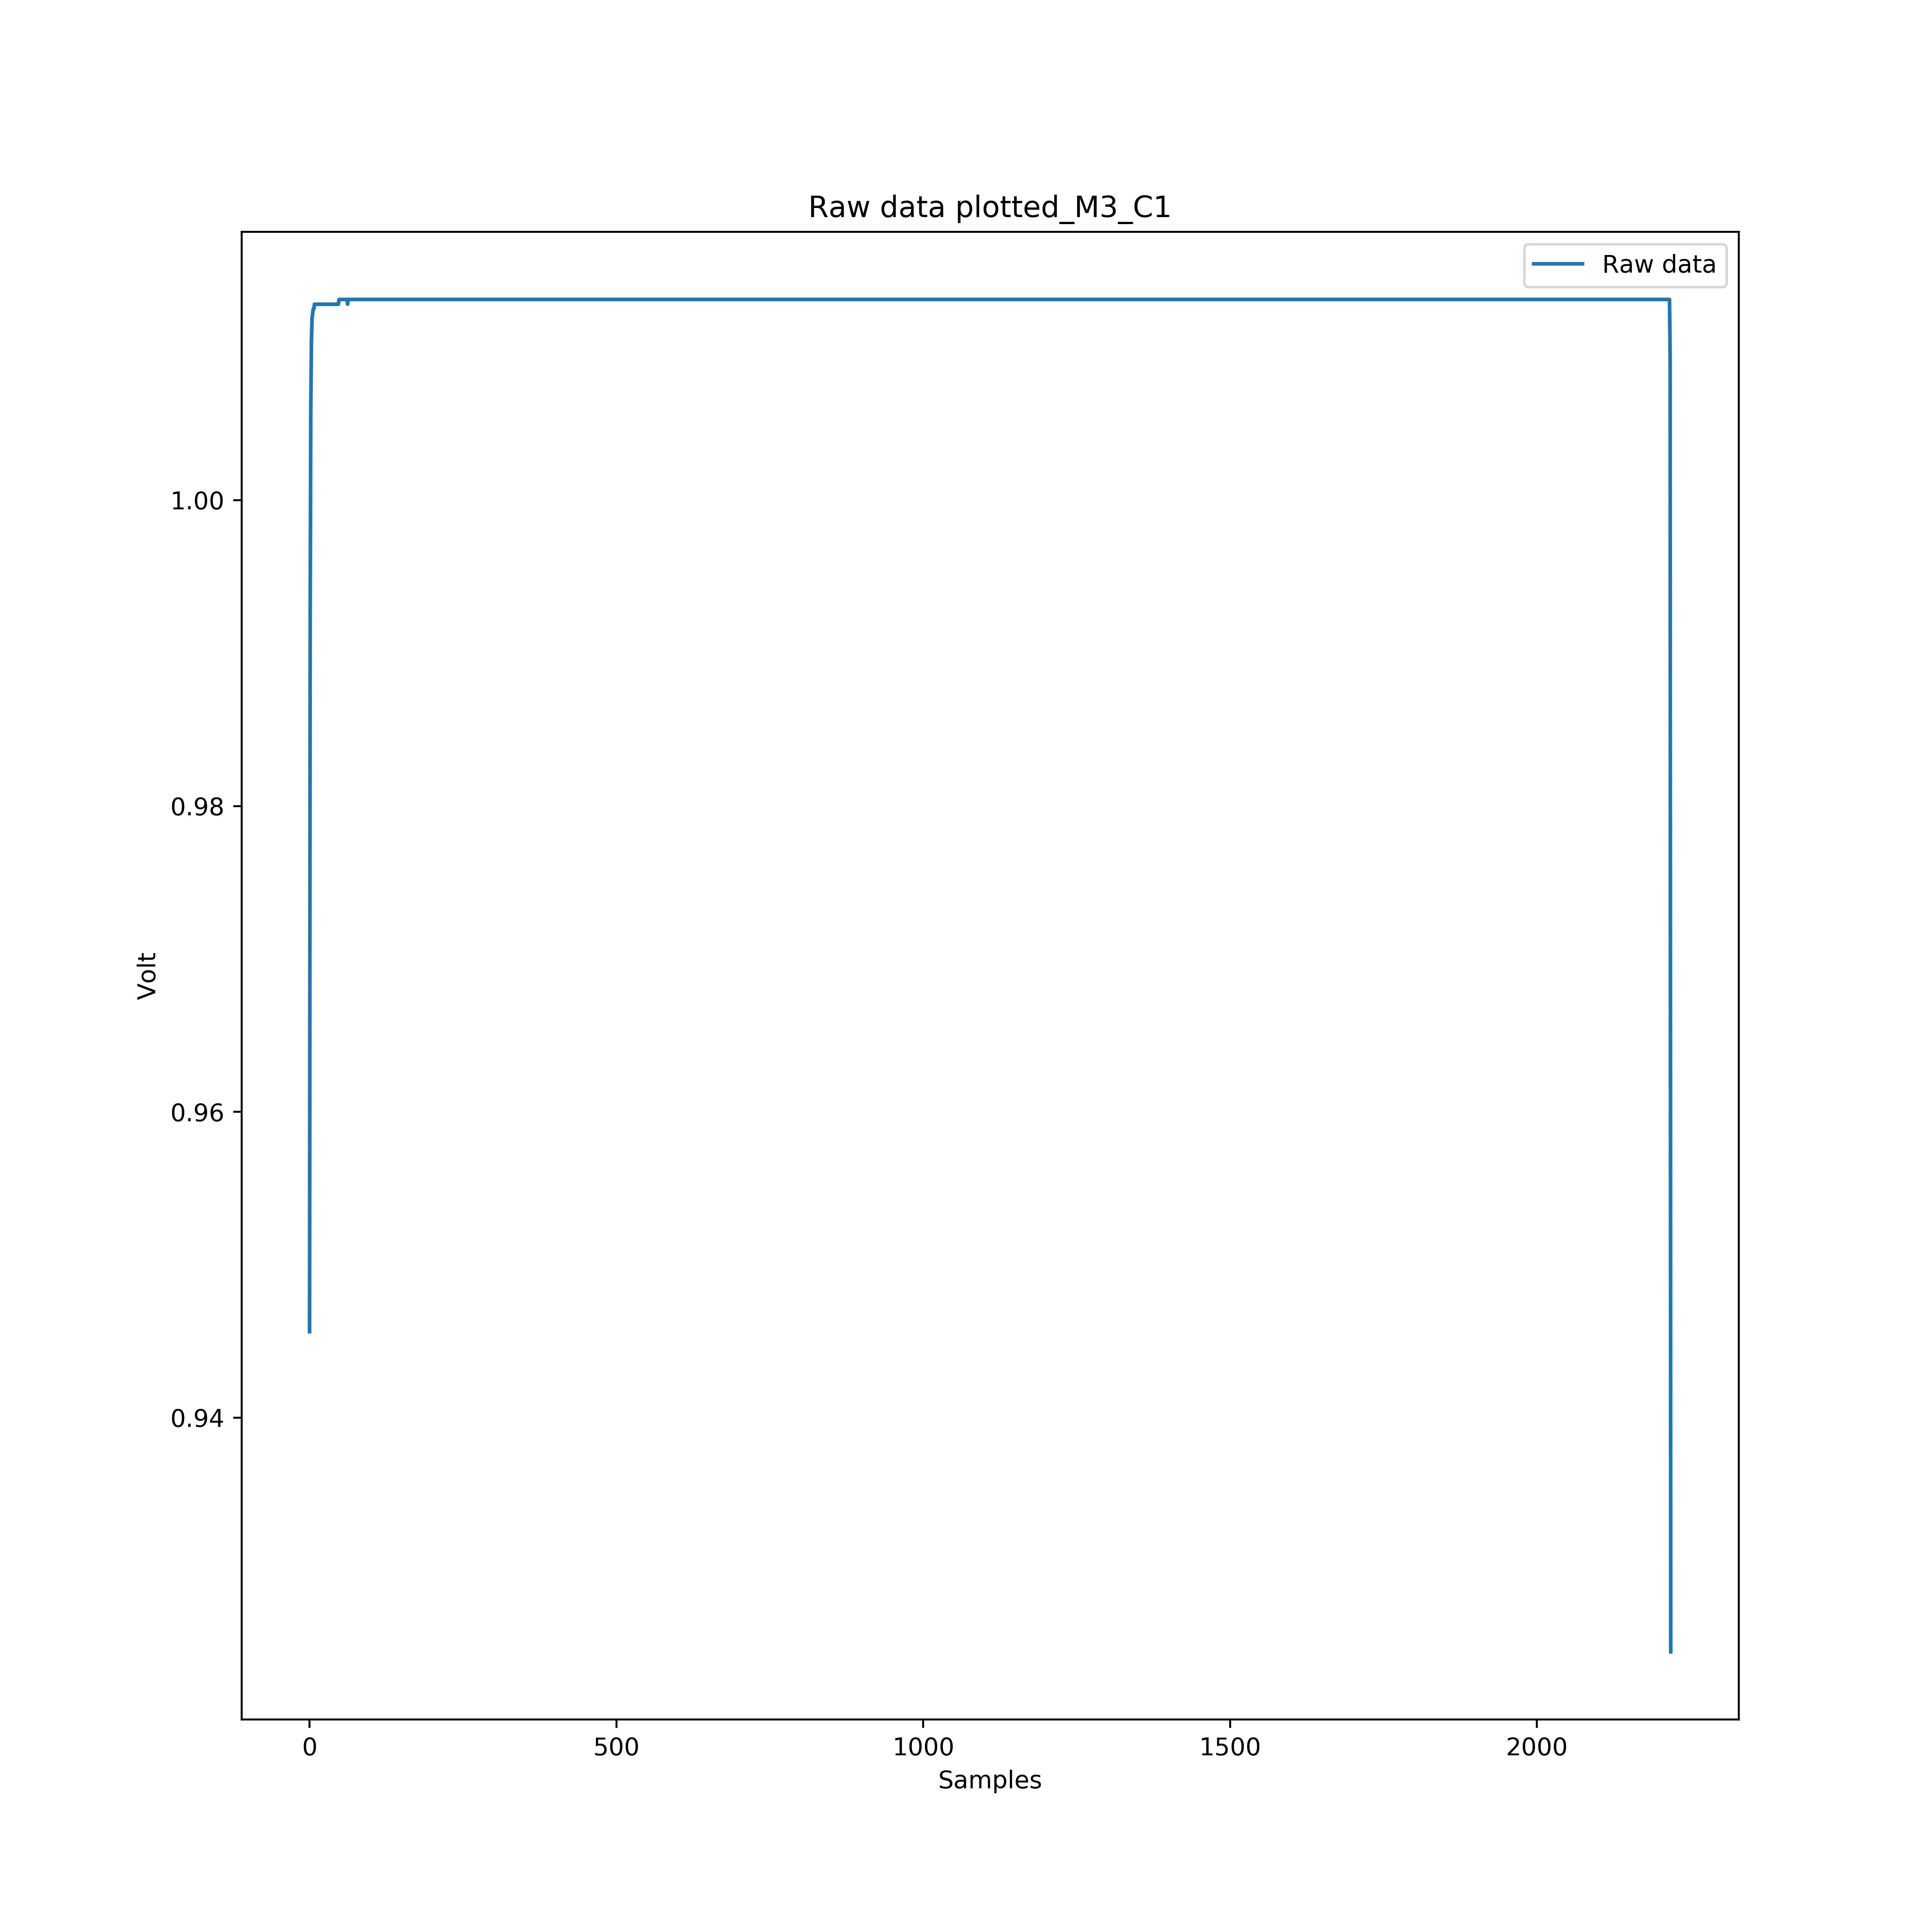 Raw data plotted_M3_C1
Raw data
1.00
0.98
0.96
0.94
Volt
0 500 1000 1500 2000
Samples